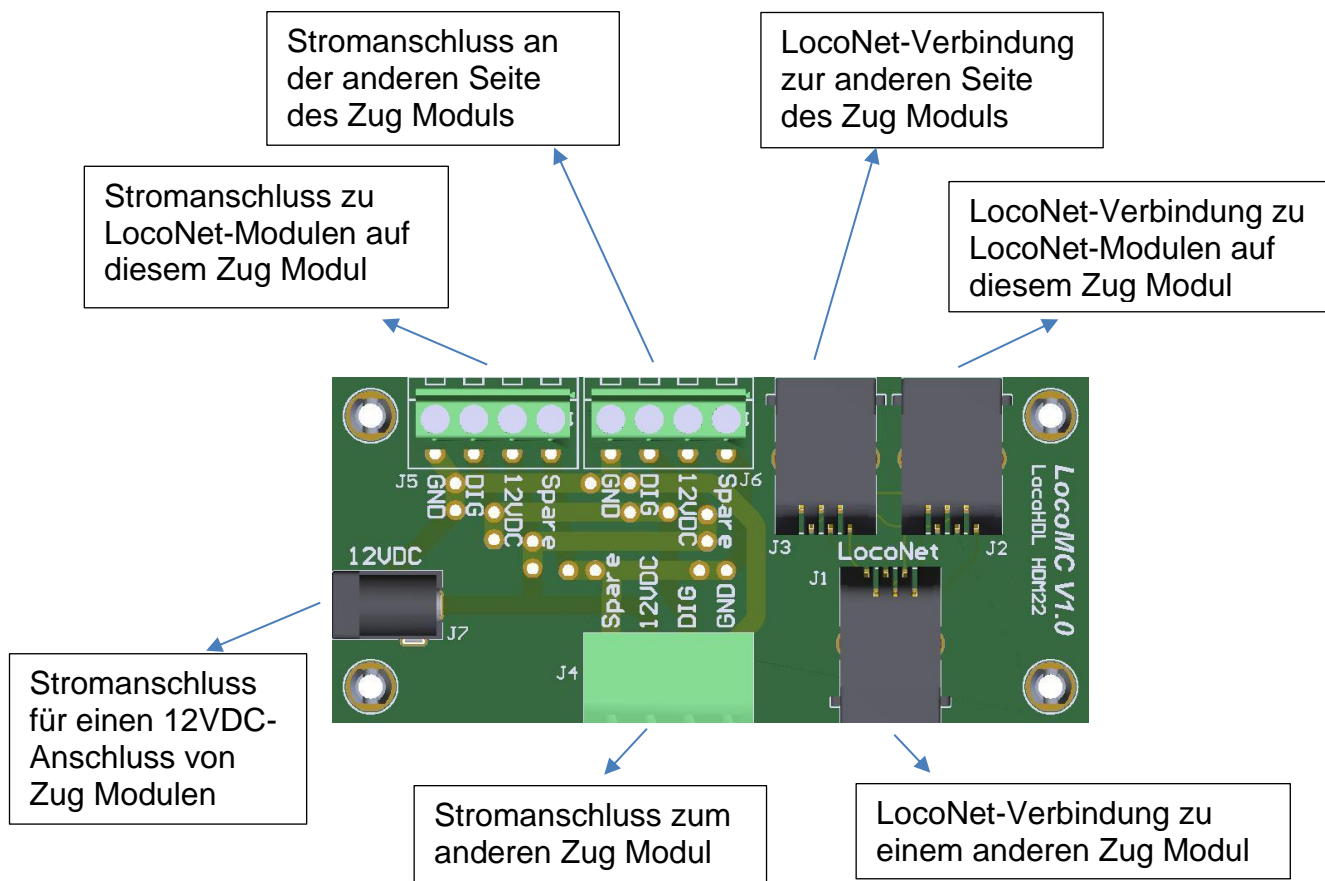 Stromanschluss an
der anderen Seite
des Zug Moduls
LocoNet-Verbindung
zur anderen Seite
des Zug Moduls
Stromanschluss zu
LocoNet-Modulen auf
diesem Zug Modul
LocoNet-Verbindung zu
LocoNet-Modulen auf
diesem Zug Modul
J5
GND
DIG
12VDC
Spare
GND
DIG
12VDC
Spare
J6
J3
J2
LocoNet
J1
12VDC
J7
Spare
12VDC
DIG
GND
J4
LocoMC V1.0
LocoHDL HDM22
Stromanschluss
für einen 12VDC-
Anschluss von
Zug Modulen
Stromanschluss zum
anderen Zug Modul
LocoNet-Verbindung zu
einem anderen Zug Modul